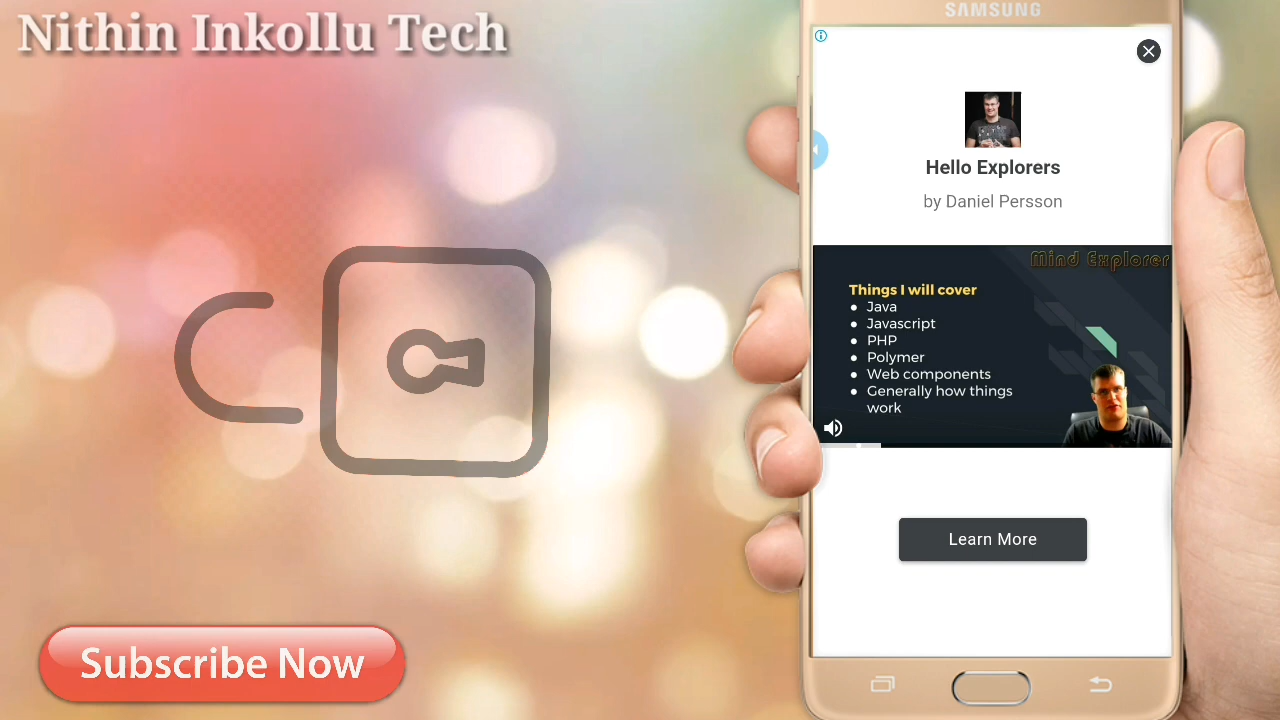 Nithin Inkollu Tech
SAMSUNG
Hello Explorers
by Daniel Persson
Mind Explorer
Things I will cover
● Java
● Javascript
● PHP
● Polymer
● Web components
● Generally how things
work
Learn More
Subscribe Now